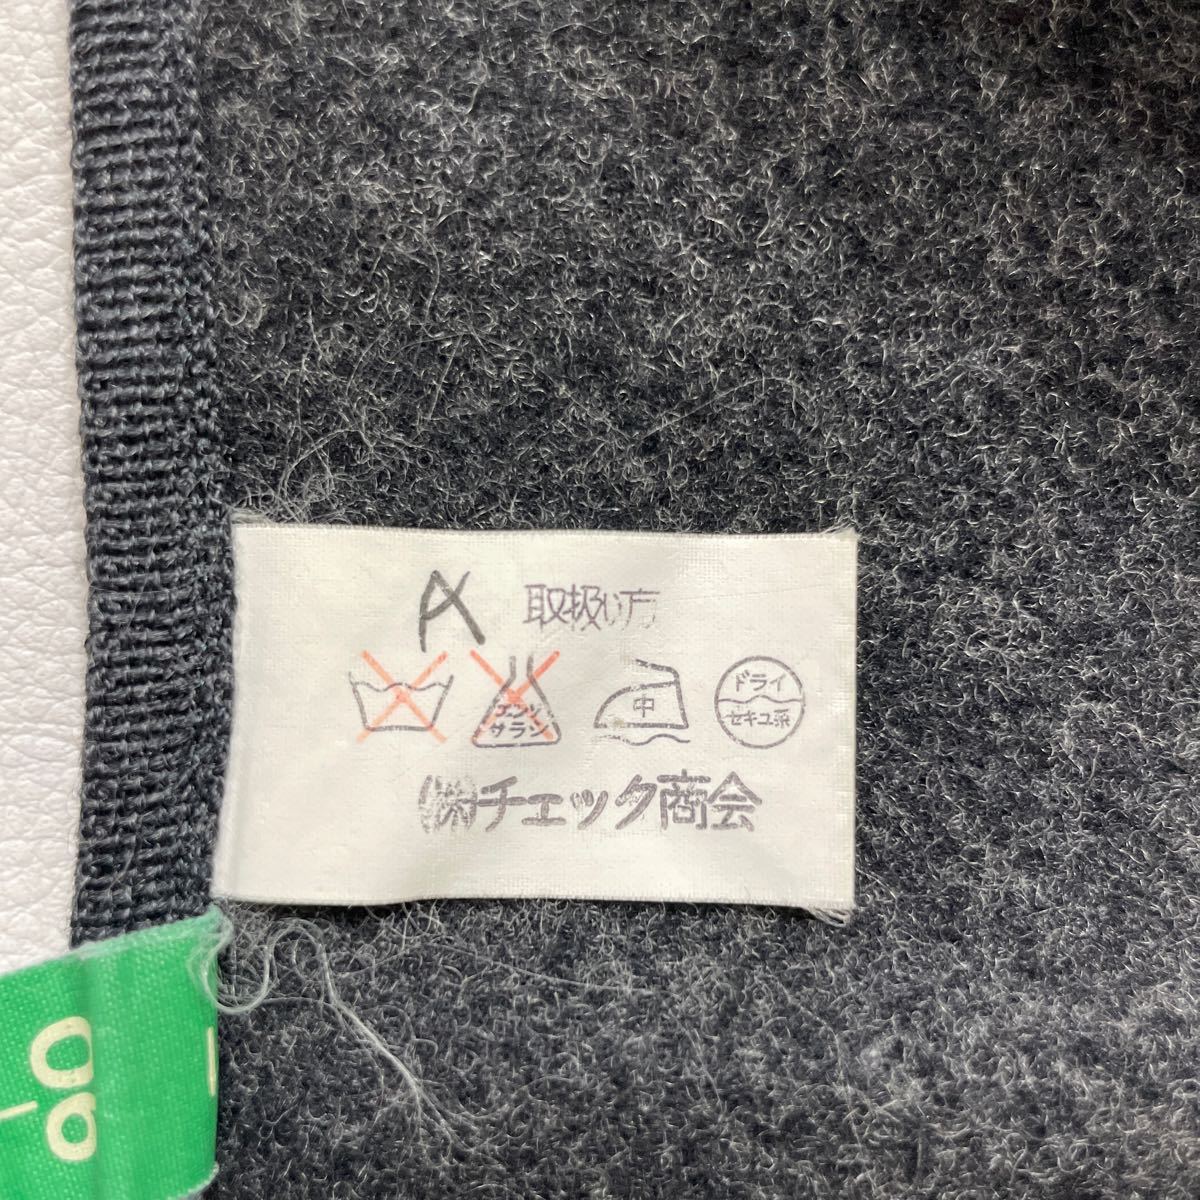 A 取扱い方
エンソ
サラシ
中
ドライ
セキユ系
㈱チェック商会